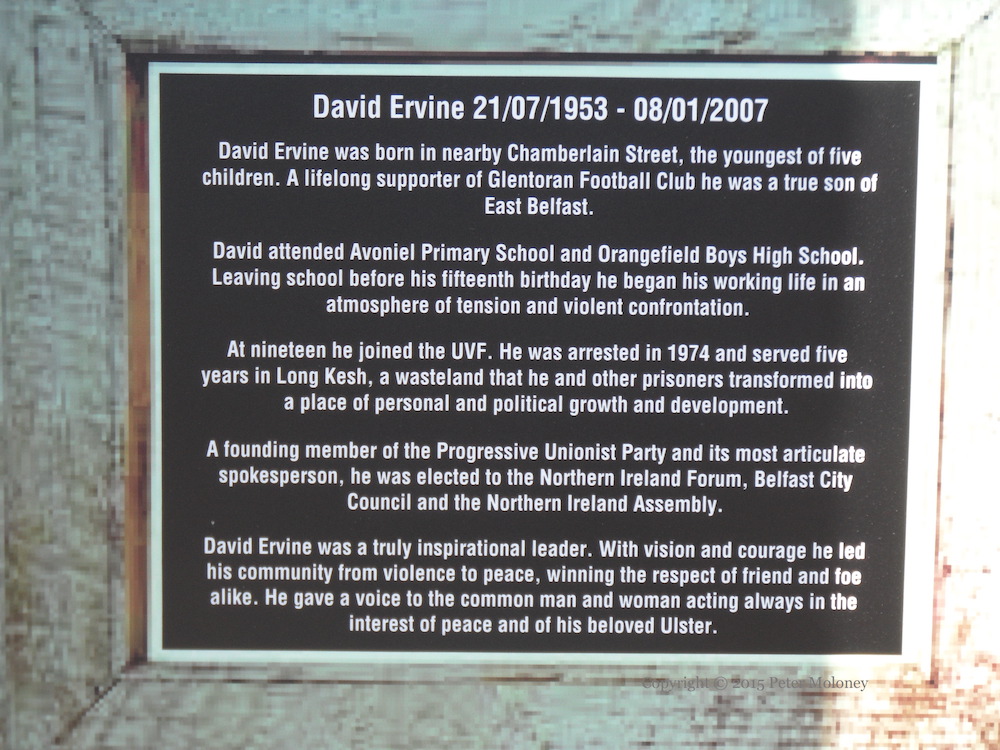 David Ervine 21/07/1953 - 08/01/2007
David Ervine was born in nearby Chamberlain Street, the youngest of five
children. A lifelong supporter of Glentoran Football Club he was a true son of
East Belfast.
David attended Avoniel Primary School and Orangefield Boys High School.
Leaving school before his fifteenth birthday he began his working life in an
atmosphere of tension and violent confrontation.
At nineteen he joined the UVF. He was arrested in 1974 and served five
years in Long Kesh, a wasteland that he and other prisoners transformed into
a place of personal and political growth and development.
A founding member of the Progressive Unionist Party and its most articulate
spokesperson, he was elected to the Northern Ireland Forum, Belfast City
Council and the Northern Ireland Assembly.
David Ervine was a truly inspirational leader. With vision and courage he led
his community from violence to peace, winning the respect of friend and foe
alike. He gave a voice to the common man and woman acting always in the
interest of peace and of his beloved Ulster.
Copyright © 2015 Peter Moloney